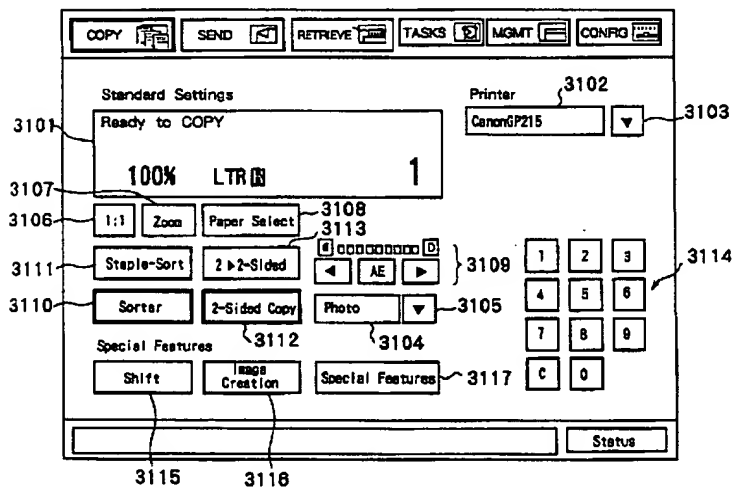 COPY SEND RETRIEVE TASKS MGMT CONFIG
Standard Settings Printer 3102
3101 Ready to COPY CanonGP215 ▼ 3103
100% LTR R 1
3107
3106 1:1 Zoom Paper Select 3108
3113
3111 Staple-Sort 2▶2-Sided ◀ AE ▶ 3109 1 2 3 3114
3110 Sorter 2-Sided Copy Photo ▼ 3105 4 5 6
3112 3104 7 8 9
Special Features
Shift Image Creation Special Features 3117 C 0
Status
3115 3116